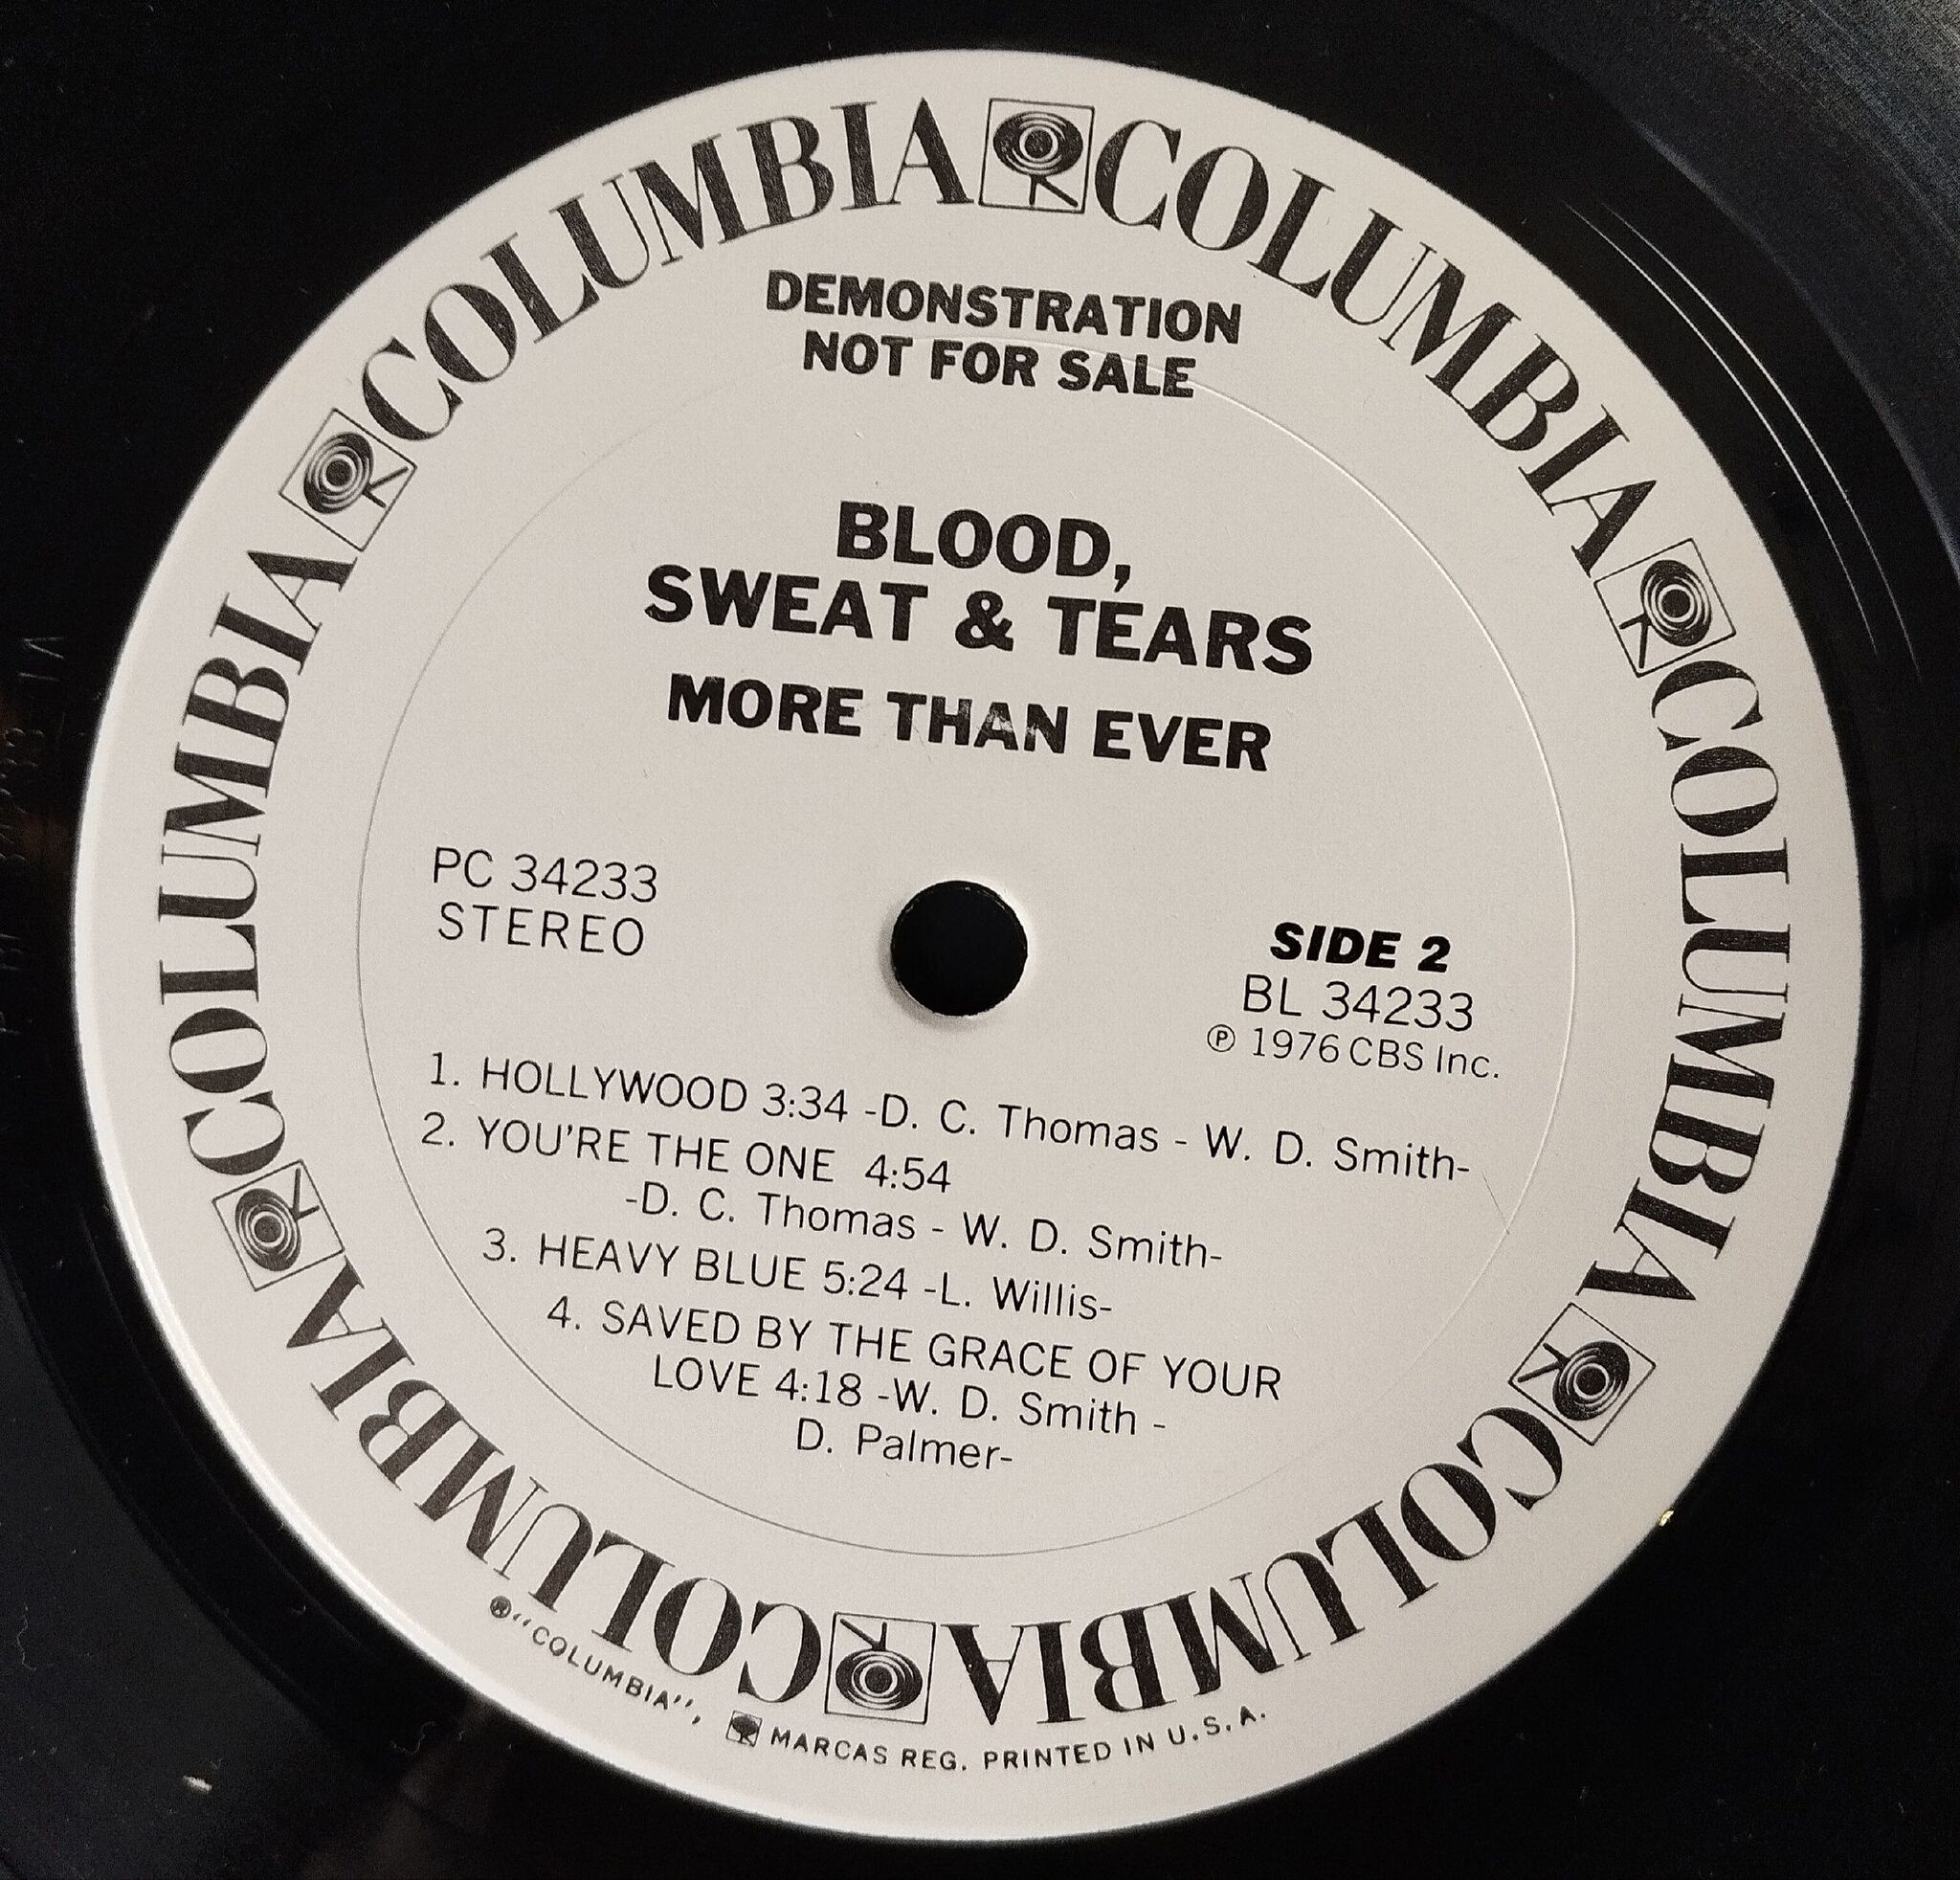 COLUMBIA COLUMBIA COLUMBIA COLUMBIA COLUMBIA COLUMBIA
DEMONSTRATION
NOT FOR SALE
BLOOD,
SWEAT & TEARS
MORE THAN EVER
PC 34233
STEREO
SIDE 2
BL 34233
℗ 1976 CBS Inc.
1. HOLLYWOOD 3:34 -D. C. Thomas - W. D. Smith-
2. YOU'RE THE ONE 4:54
-D. C. Thomas - W. D. Smith-
3. HEAVY BLUE 5:24 -L. Willis-
4. SAVED BY THE GRACE OF YOUR
LOVE 4:18 -W. D. Smith -
D. Palmer-
® "COLUMBIA", MARCAS REG. PRINTED IN U.S.A.